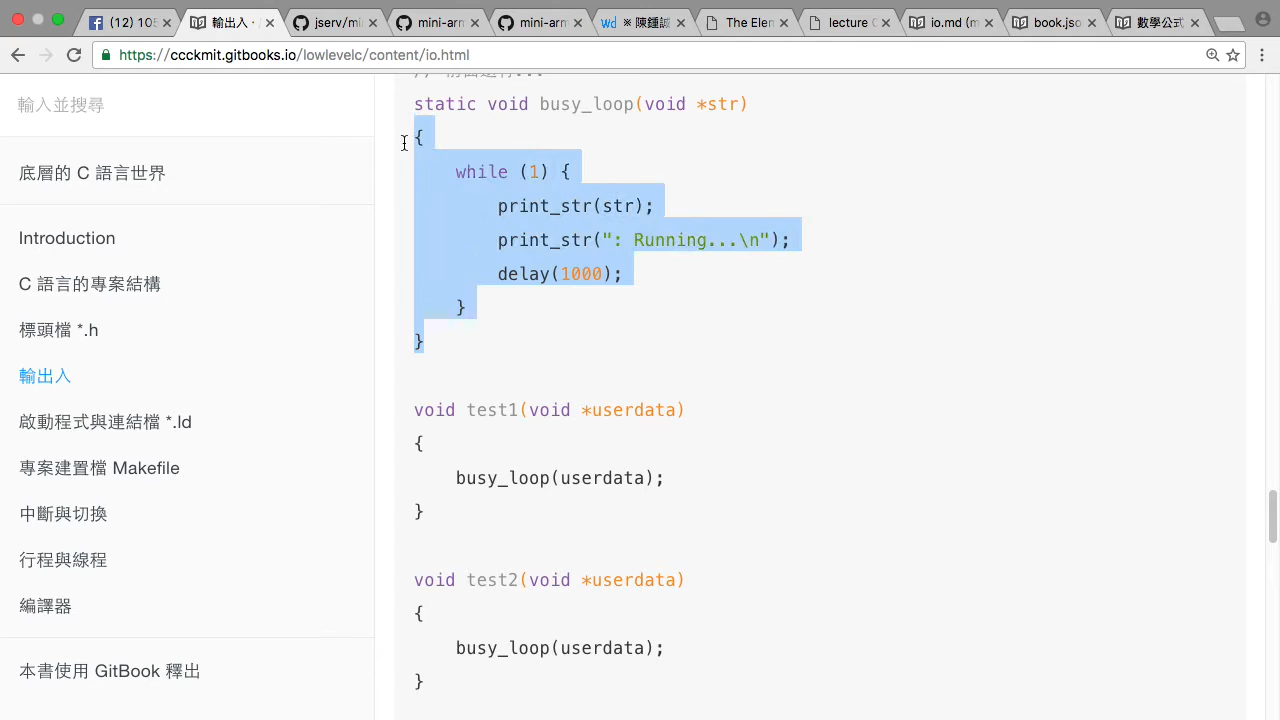 (12) 105
輸出入 ·
jserv/mi
mini-arm
mini-arm
Wd ※ 陳鍾誠
The Elem
lecture
io.md (m
book.jso
數學公式
https://ccckmit.gitbooks.io/lowlevelc/content/io.html
輸入並搜尋
底層的 C 語言世界
Introduction
C 語言的專案結構
標頭檔 *.h
輸出入
啟動程式與連結檔 *.ld
專案建置檔 Makefile
中斷與切換
行程與線程
編譯器
本書使用 GitBook 釋出
static void busy_loop(void *str)
{
while (1) {
print_str(str);
print_str(": Running...\n");
delay(1000);
}
}
void test1(void *userdata)
{
busy_loop(userdata);
}
void test2(void *userdata)
{
busy_loop(userdata);
}